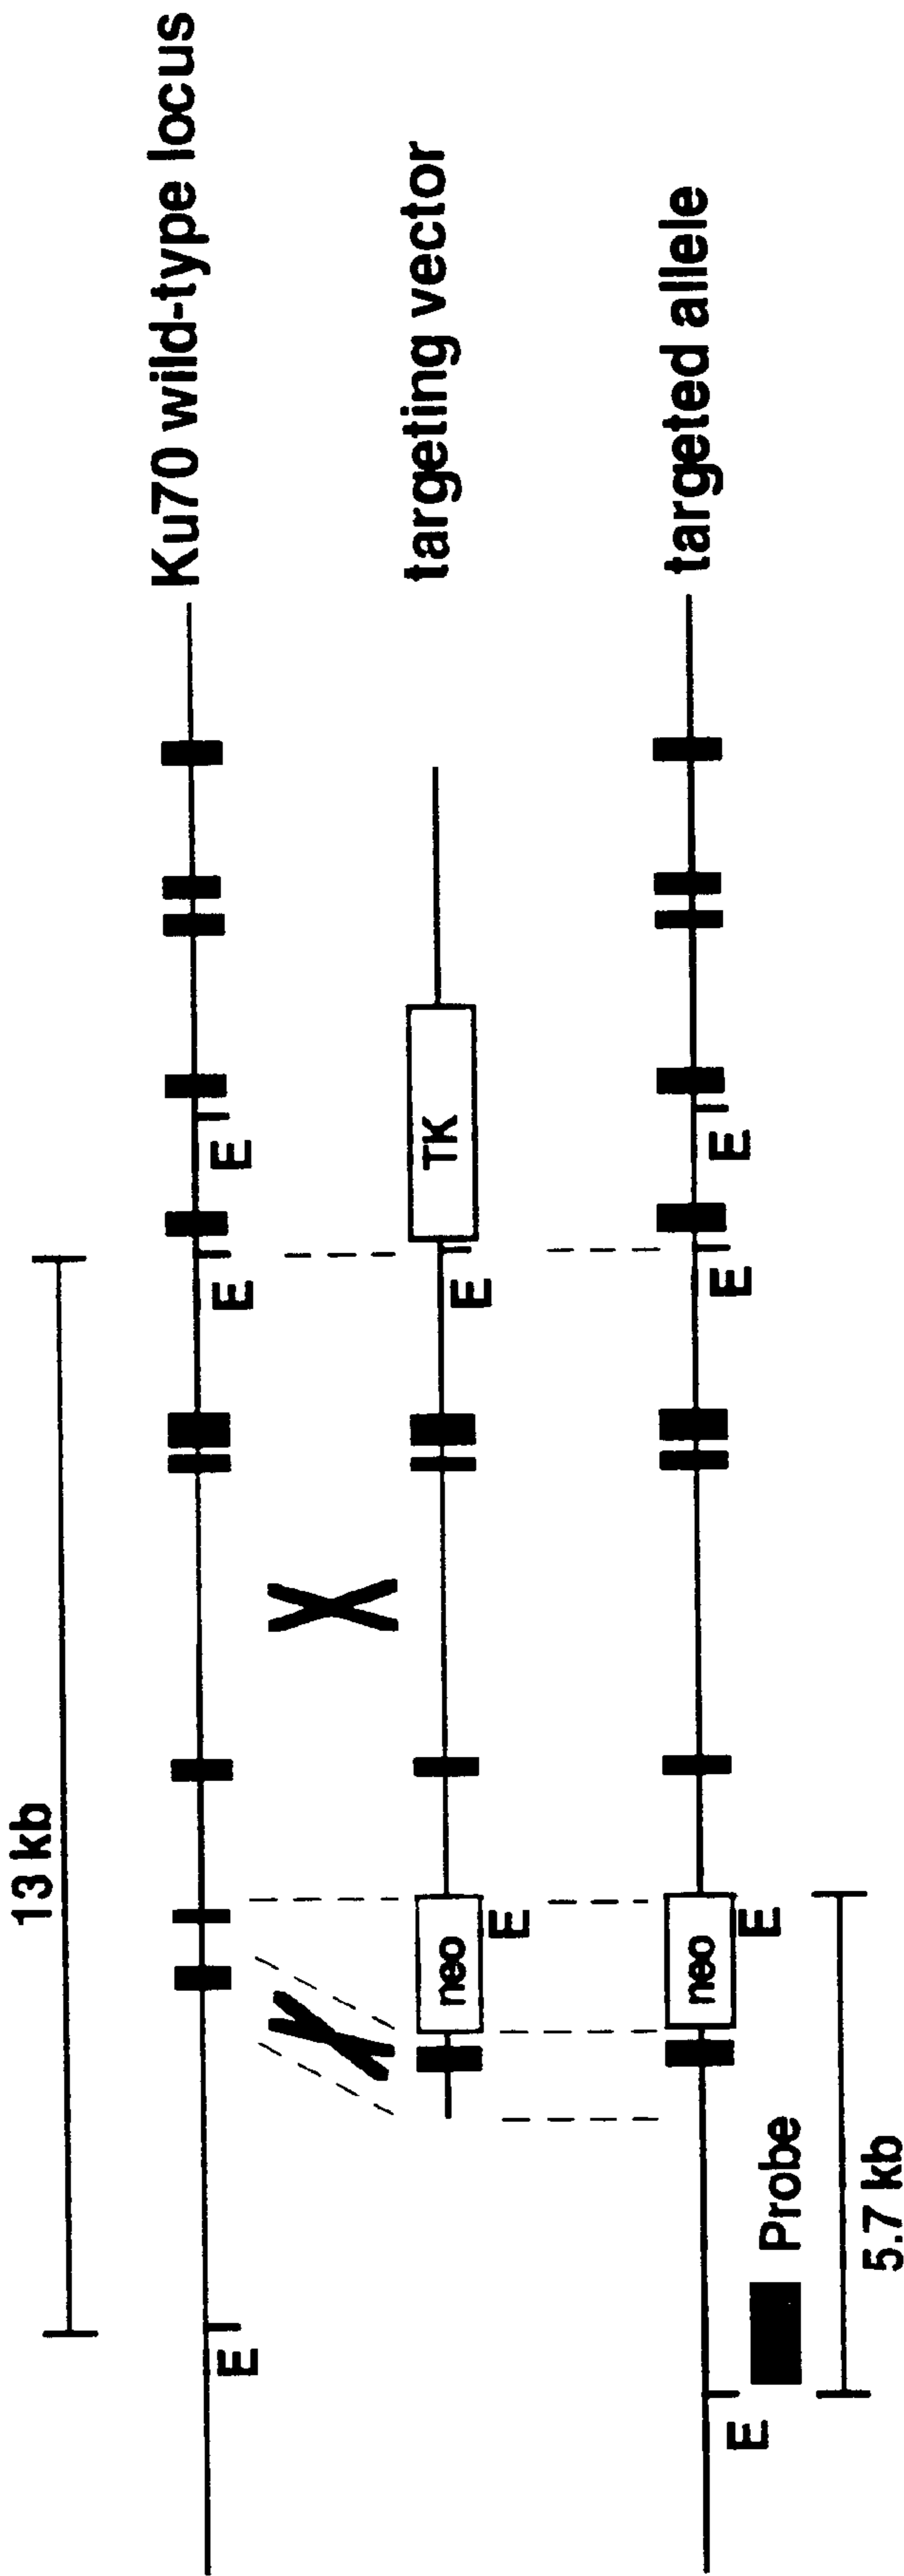 13 kb
E
E
E
Ku70 wild-type locus
neo
E
E
TK
targeting vector
E
neo
E
E
E
targeted allele
Probe
5.7 kb